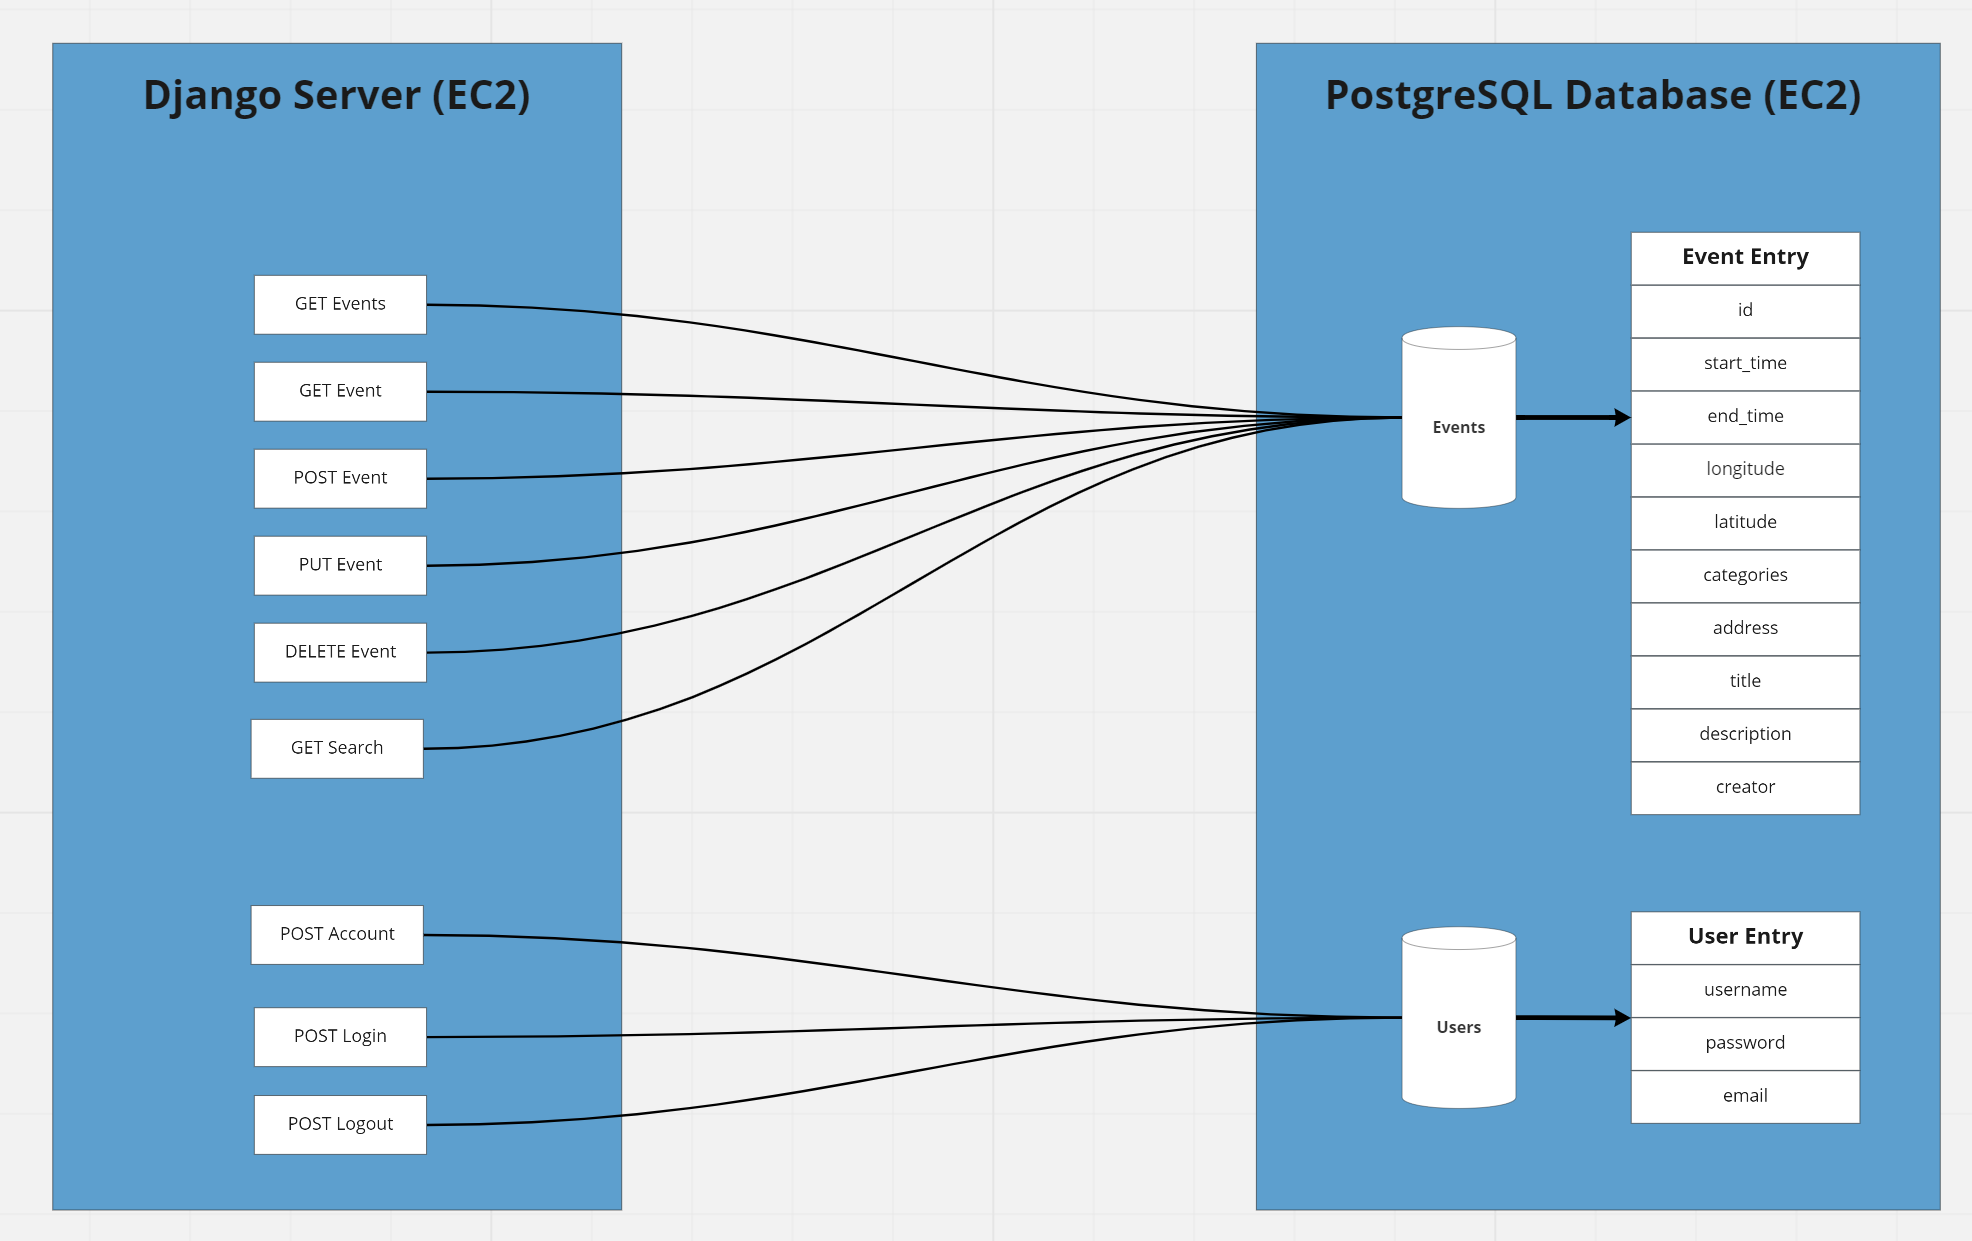 Django Server (EC2)
GET Events
GET Event
POST Event
PUT Event
DELETE Event
GET Search
POST Account
POST Login
POST Logout
PostgreSQL Database (EC2)
Events
Event Entry
id
start_time
end_time
longitude
latitude
categories
address
title
description
creator
Users
User Entry
username
password
email